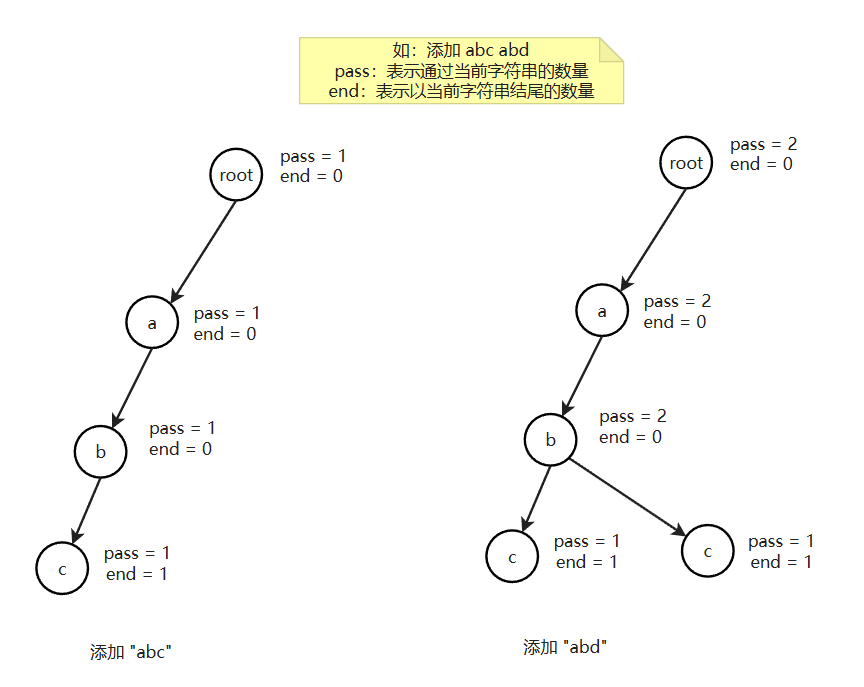 如：添加 abc abd
pass：表示通过当前字符串的数量
end：表示以当前字符串结尾的数量
root
pass = 1
end = 0
a
pass = 1
end = 0
b
pass = 1
end = 0
c
pass = 1
end = 1
添加 "abc"
root
pass = 2
end = 0
a
pass = 2
end = 0
b
pass = 2
end = 0
c
pass = 1
end = 1
c
pass = 1
end = 1
添加 "abd"